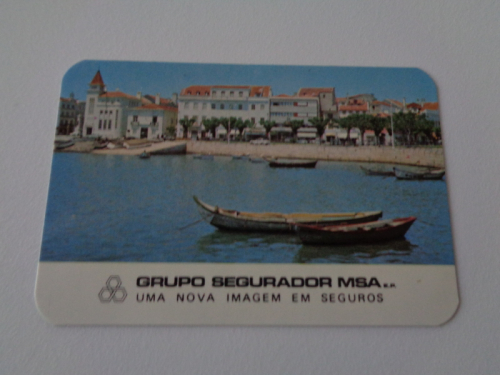 GRUPO SEGURADOR MSA E.P.
UMA NOVA IMAGEM EM SEGUROS